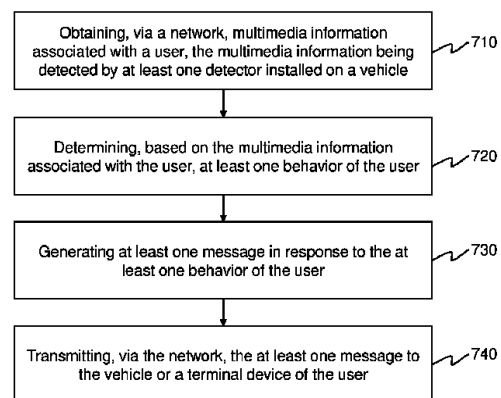 Obtaining, via a network, multimedia information
associated with a user, the multimedia information being
detected by at least one detector installed on a vehicle
710
Determining, based on the multimedia information
associated with the user, at least one behavior of the user
720
Generating at least one message in response to the at
least one behavior of the user
730
Transmitting, via the network, the at least one message to
the vehicle or a terminal device of the user
740